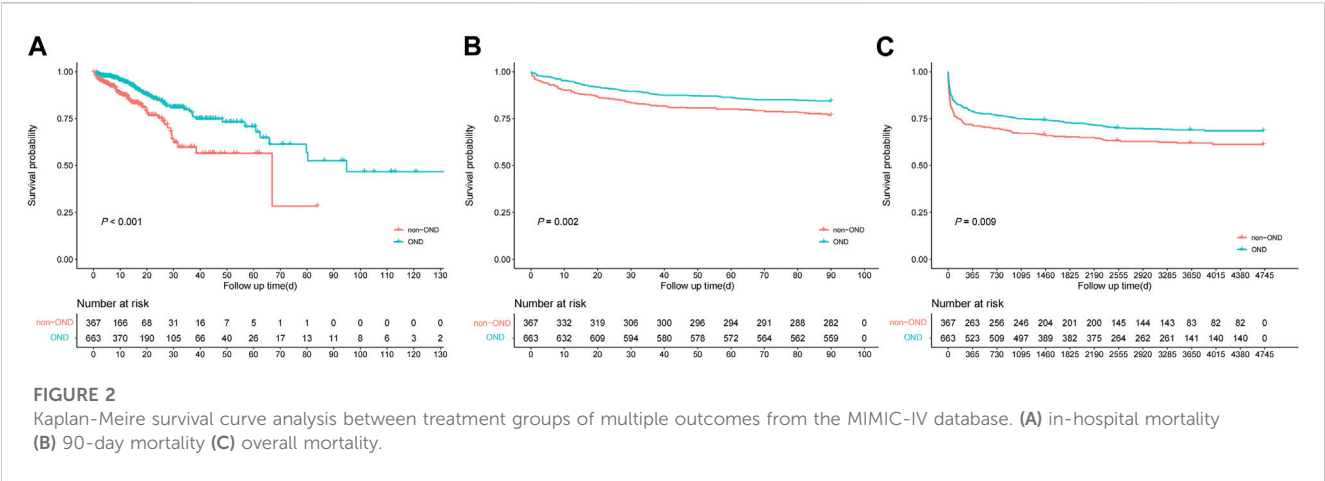 A
1.00
0.75
0.50
0.25
0.00
Survival probability
P < 0.001
non-OND
OND
0 10 20 30 40 50 60 70 80 90 100 110 120 130
Follow up time(d)
Number at risk
non-OND 367 166 68 31 16 7 5 1 1 0 0 0 0 0
OND 663 370 190 105 66 40 26 17 13 11 8 6 3 2
0 10 20 30 40 50 60 70 80 90 100 110 120 130
B
1.00
0.75
0.50
0.25
0.00
Survival probability
P = 0.002
non-OND
OND
0 10 20 30 40 50 60 70 80 90 100
Follow up time(d)
Number at risk
non-OND 367 332 319 306 300 296 294 291 288 282 0
OND 663 632 609 594 580 578 572 564 562 559 0
0 10 20 30 40 50 60 70 80 90 100
C
1.00
0.75
0.50
0.25
0.00
Survival probability
P = 0.009
non-OND
OND
0 365 730 1095 1460 1825 2190 2555 2920 3285 3650 4015 4380 4745
Follow up time(d)
Number at risk
non-OND 367 263 256 246 204 201 200 145 144 143 83 82 82 0
OND 663 523 509 497 389 382 375 264 262 261 141 140 140 0
0 365 730 1095 1460 1825 2190 2555 2920 3285 3650 4015 4380 4745
FIGURE 2
Kaplan-Meire survival curve analysis between treatment groups of multiple outcomes from the MIMIC-IV database. (A) in-hospital mortality
(B) 90-day mortality (C) overall mortality.